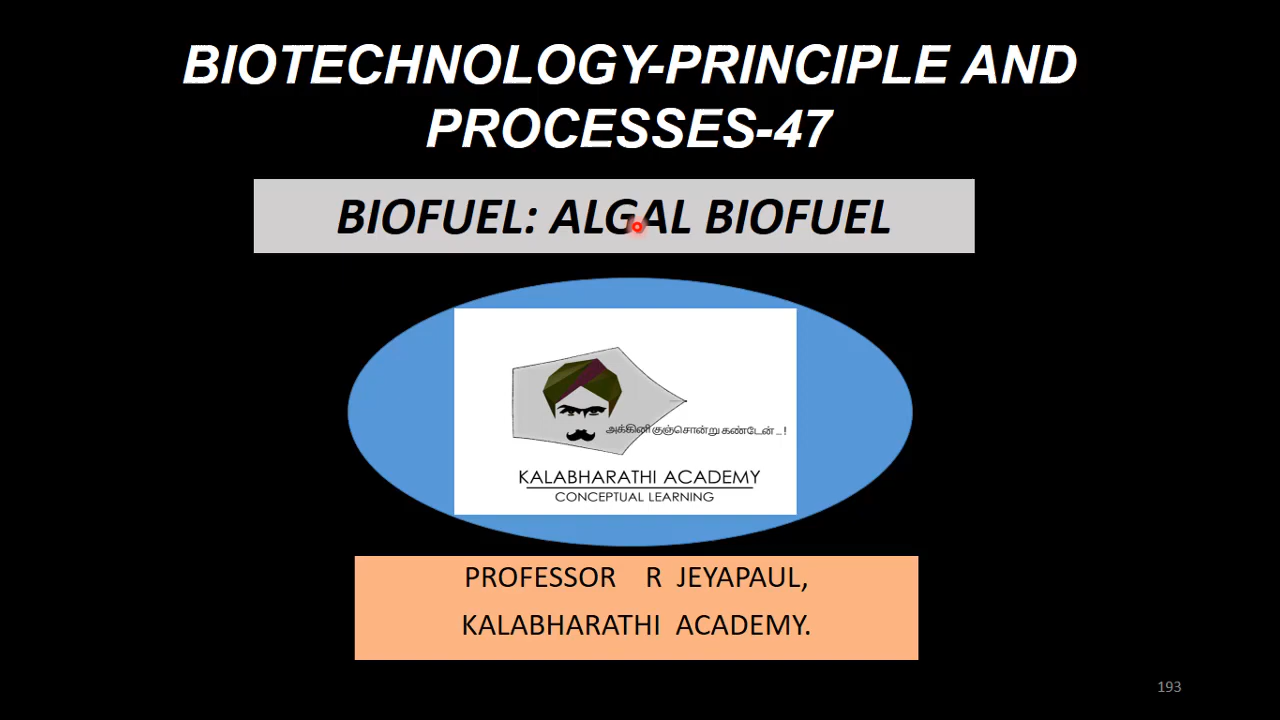 BIOTECHNOLOGY-PRINCIPLE AND
PROCESSES-47
BIOFUEL: ALGAL BIOFUEL
அக்கினி குஞ்சொன்று கண்டேன் ...!
KALABHARATHI ACADEMY
CONCEPTUAL LEARNING
PROFESSOR R JEYAPAUL,
KALABHARATHI ACADEMY.
193